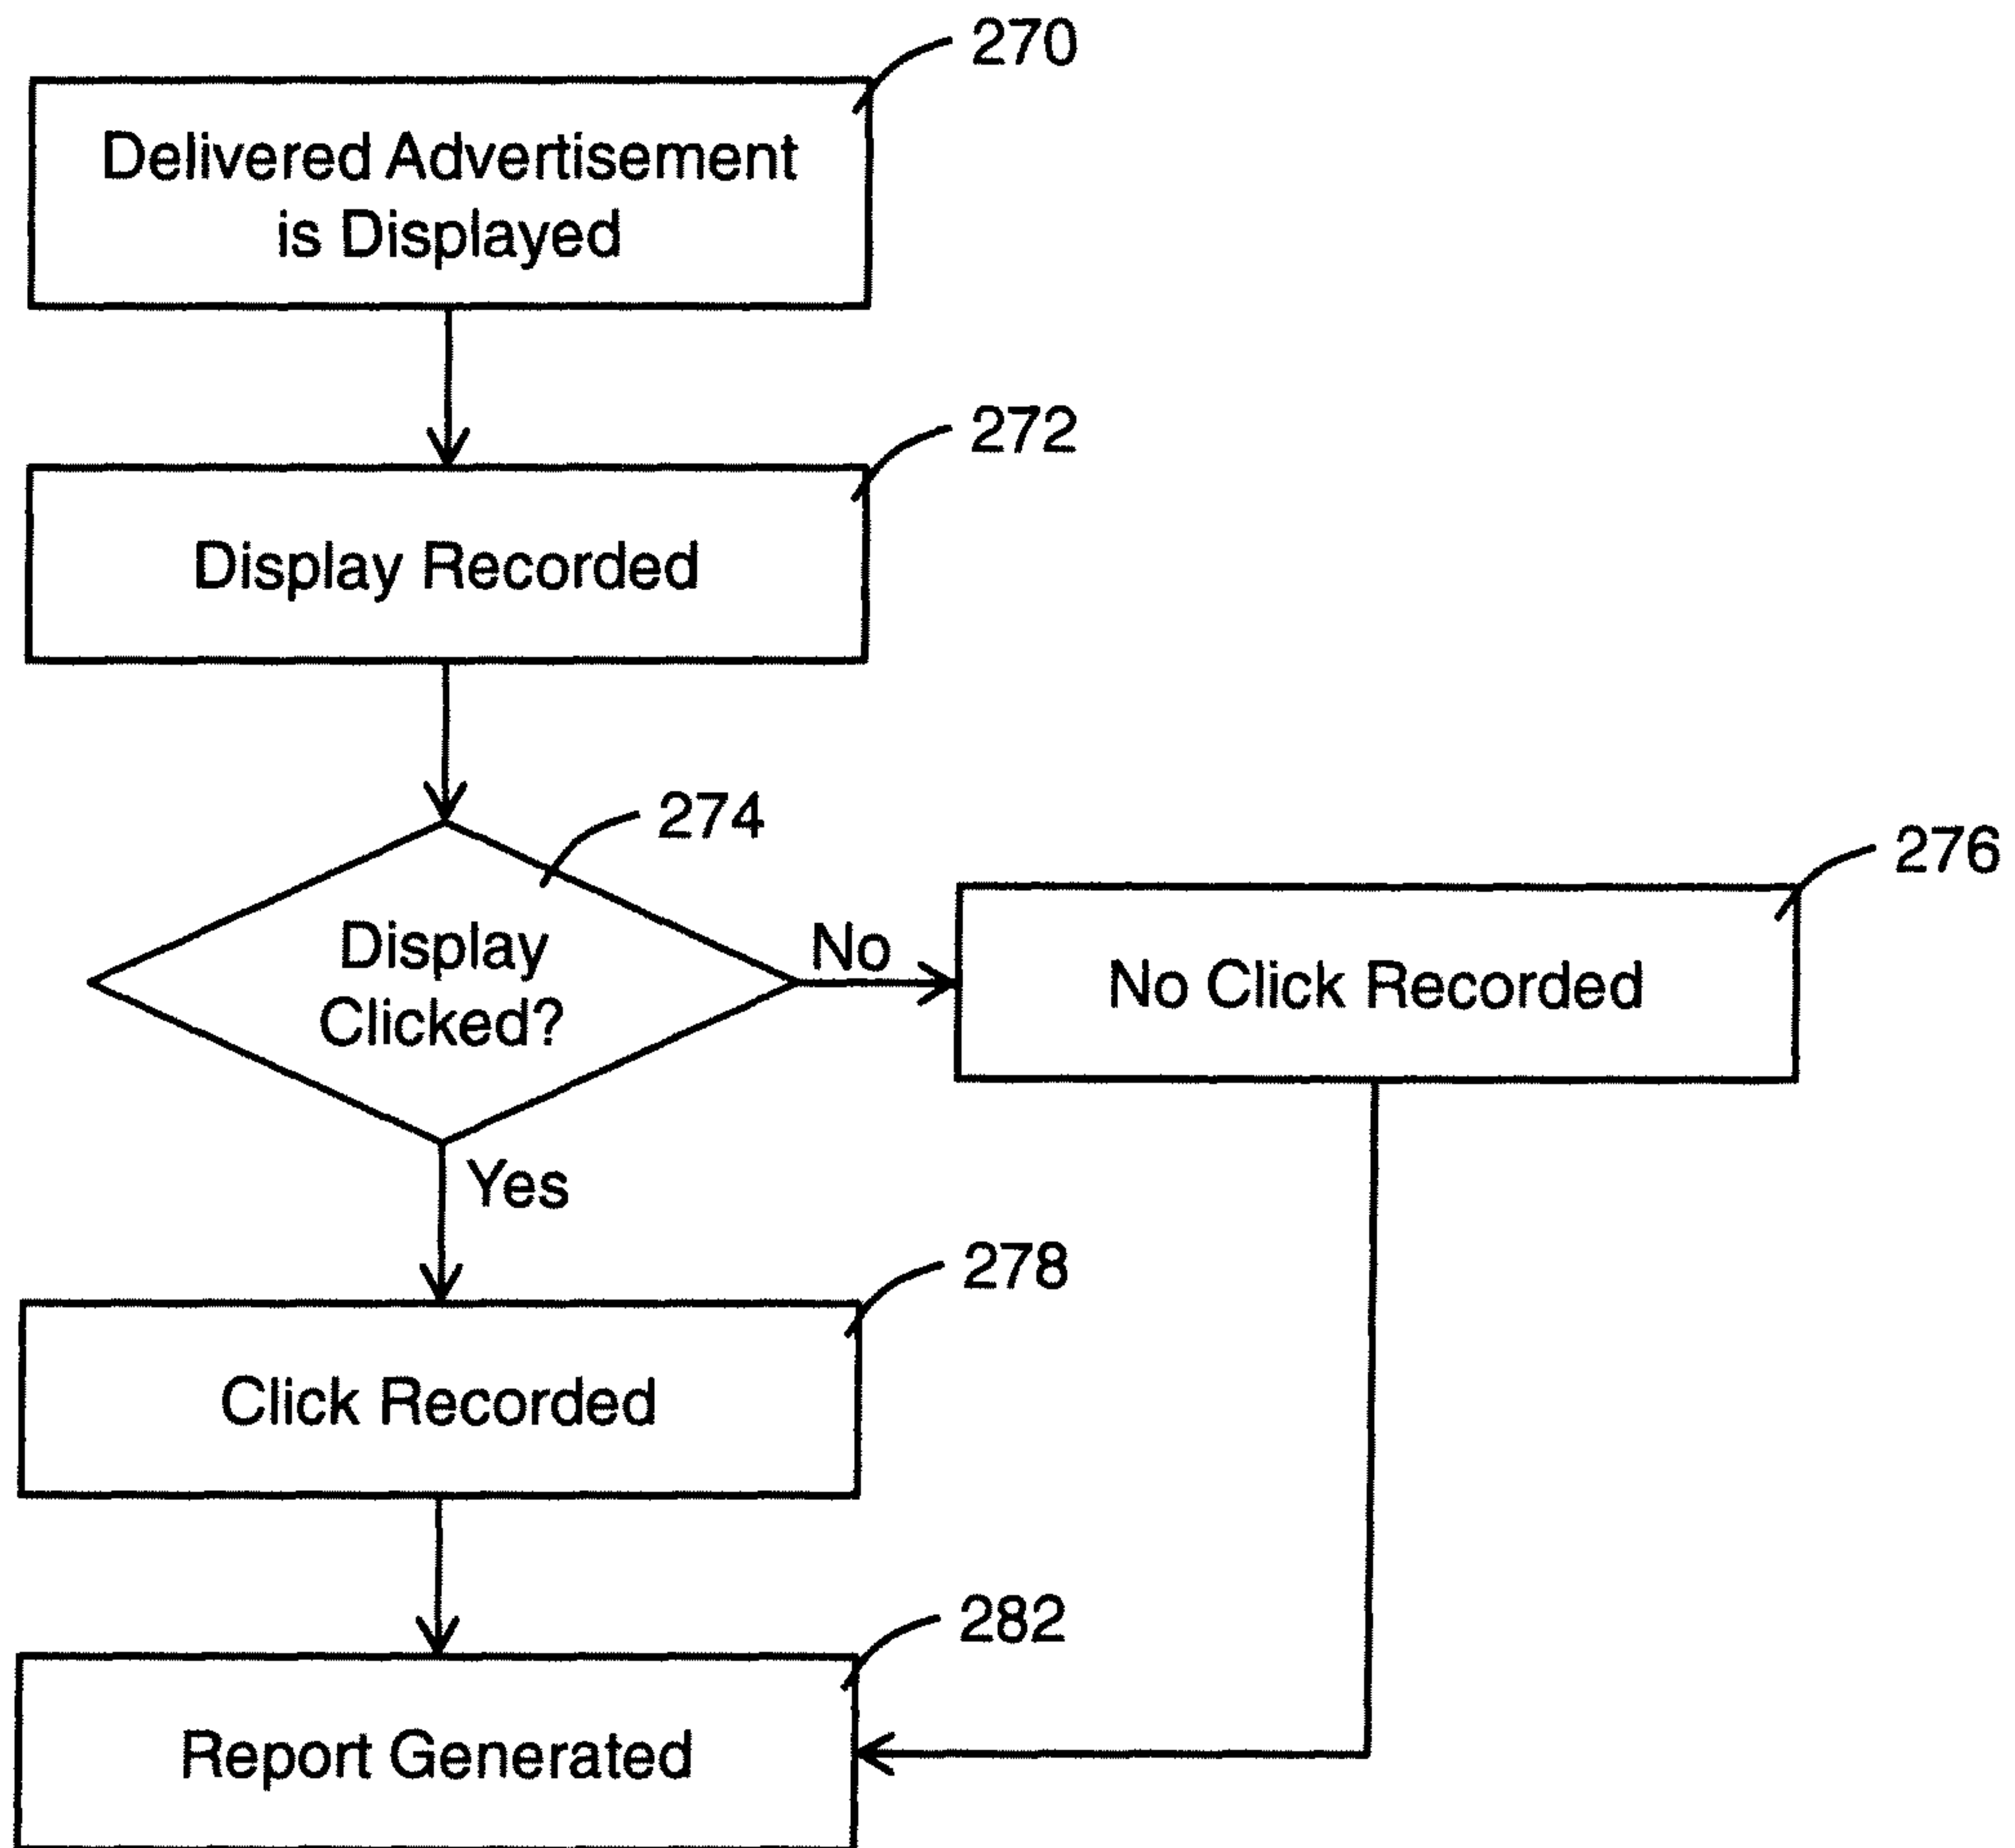 270
Delivered Advertisement
is Displayed
272
Display Recorded
274
Display
Clicked?
No
276
No Click Recorded
Yes
278
Click Recorded
282
Report Generated